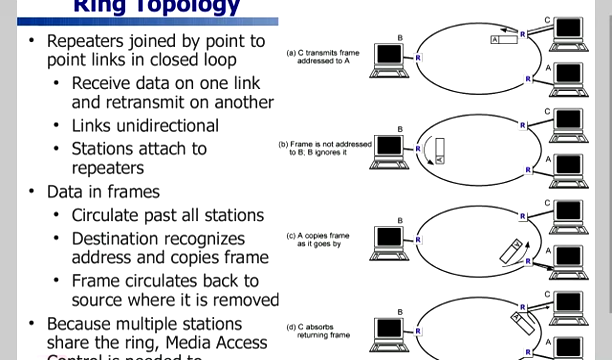 Ring Topology
• Repeaters joined by point to
point links in closed loop
• Receive data on one link
and retransmit on another
• Links unidirectional
• Stations attach to
repeaters
• Data in frames
• Circulate past all stations
• Destination recognizes
address and copies frame
• Frame circulates back to
source where it is removed
• Because multiple stations
share the ring, Media Access
Control is needed to
B
R
(a) C transmits frame
addressed to A
A
R
C
R
A
B
R
(b) Frame is not addressed
to B; B ignores it
A
R
C
R
A
B
R
(c) A copies frame
as it goes by
A
R
C
R
A
B
R
(d) C absorbs
returning frame
A
R
C
R
A